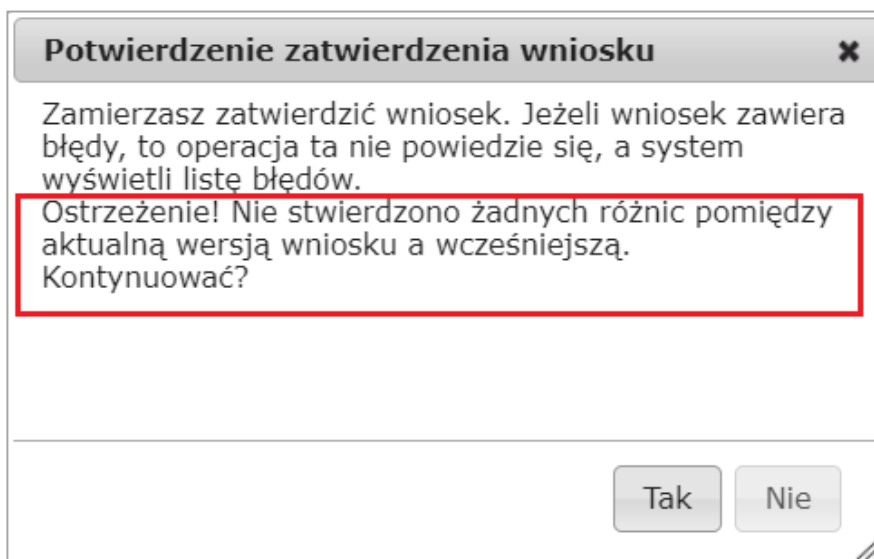 Potwierdzenie zatwierdzenia wniosku
Zamierzasz zatwierdzić wniosek. Jeżeli wniosek zawiera
błędy, to operacja ta nie powiedzie się, a system
wyświetli listę błędów.
Ostrzeżenie! Nie stwierdzono żadnych różnic pomiędzy
aktualną wersją wniosku a wcześniejszą.
Kontynuować?
Tak Nie